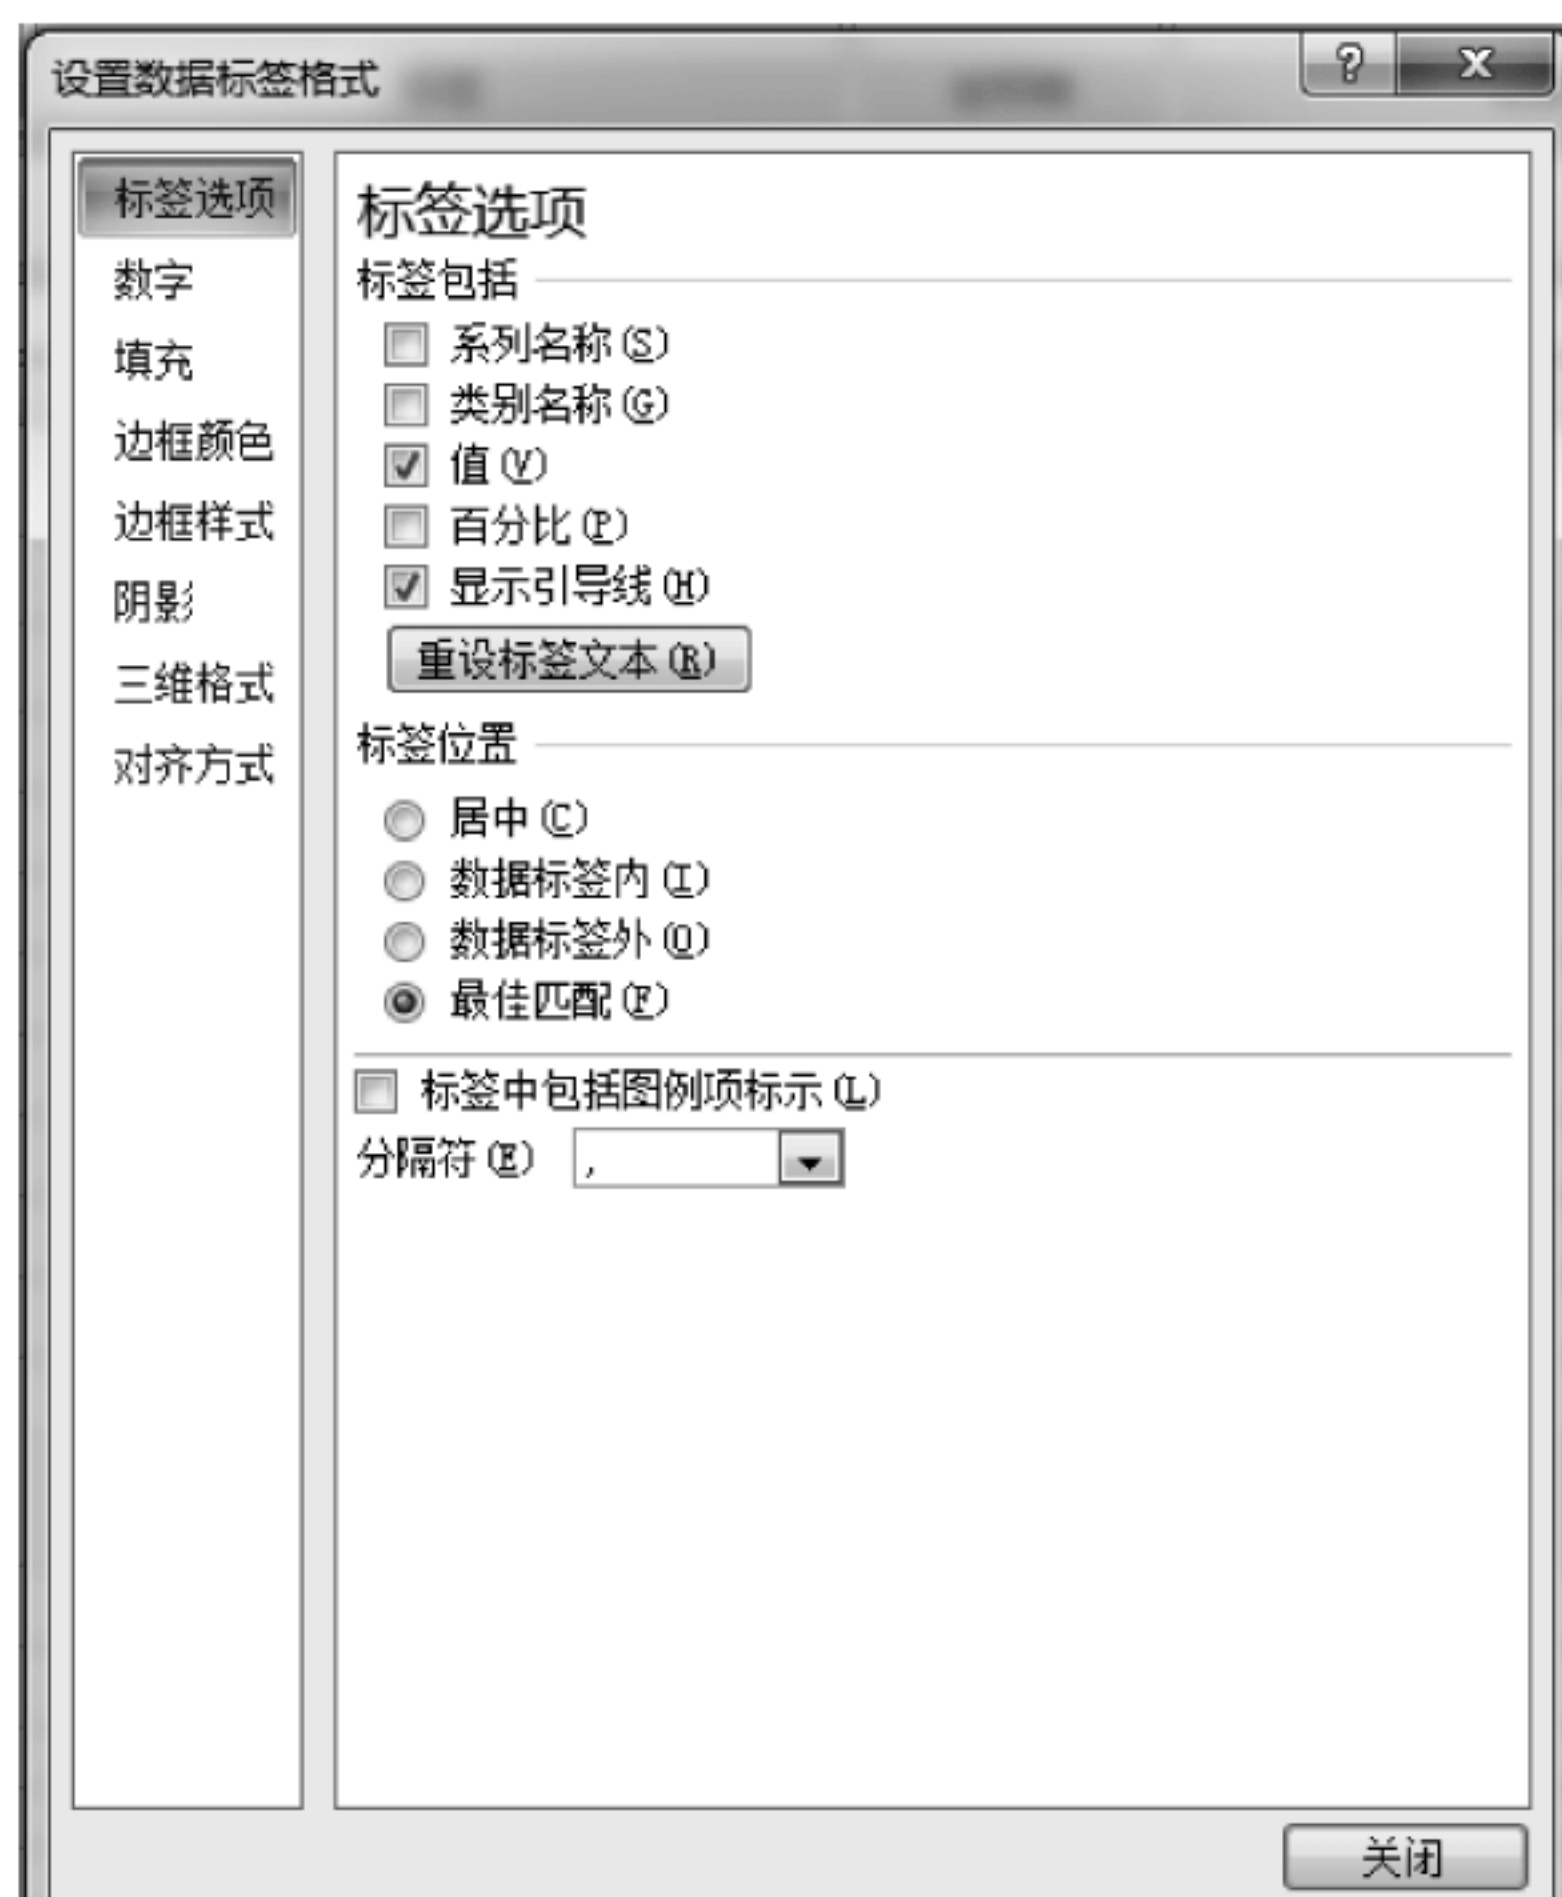 设置数据标签格式
标签选项
数字
填充
边框颜色
边框样式
阴影
三维格式
对齐方式
标签选项
标签包括
系列名称(S)
类别名称(G)
值(V)
百分比(P)
显示引导线(H)
重设标签文本(R)
标签位置
居中(C)
数据标签内(I)
数据标签外(O)
最佳匹配(F)
标签中包括图例项标示(L)
分隔符(E) ,
关闭